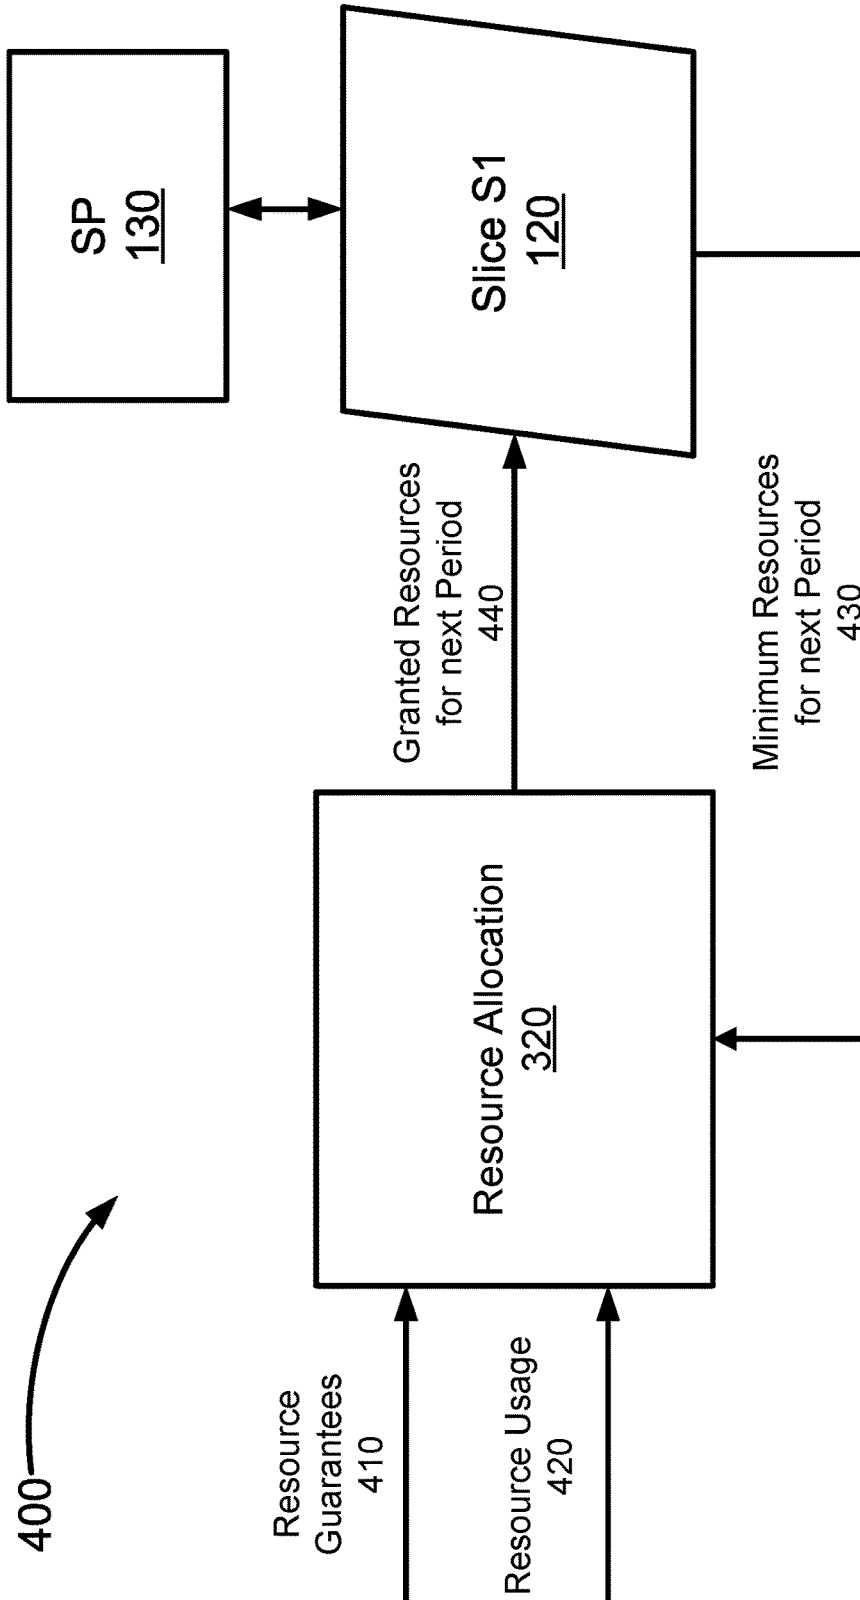 400
SP
130
Slice S1
120
Granted Resources
for next Period
440
Minimum Resources
for next Period
430
Resource Allocation
320
Resource
Guarantees
410
Resource Usage
420